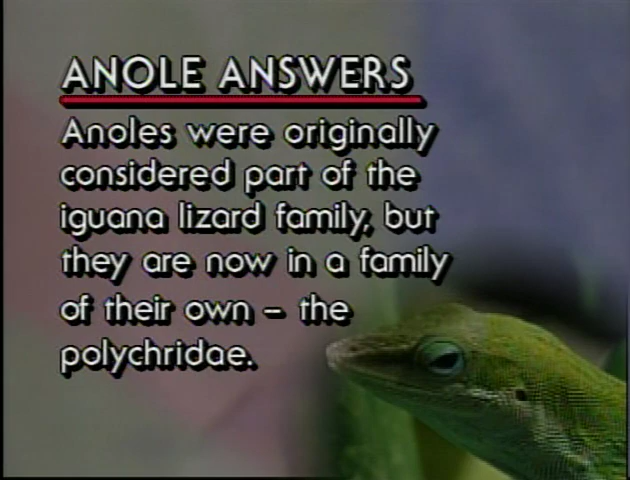 ANOLE ANSWERS
Anoles were originally
considered part of the
iguana lizard family, but
they are now in a family
of their own – the
polychridae.